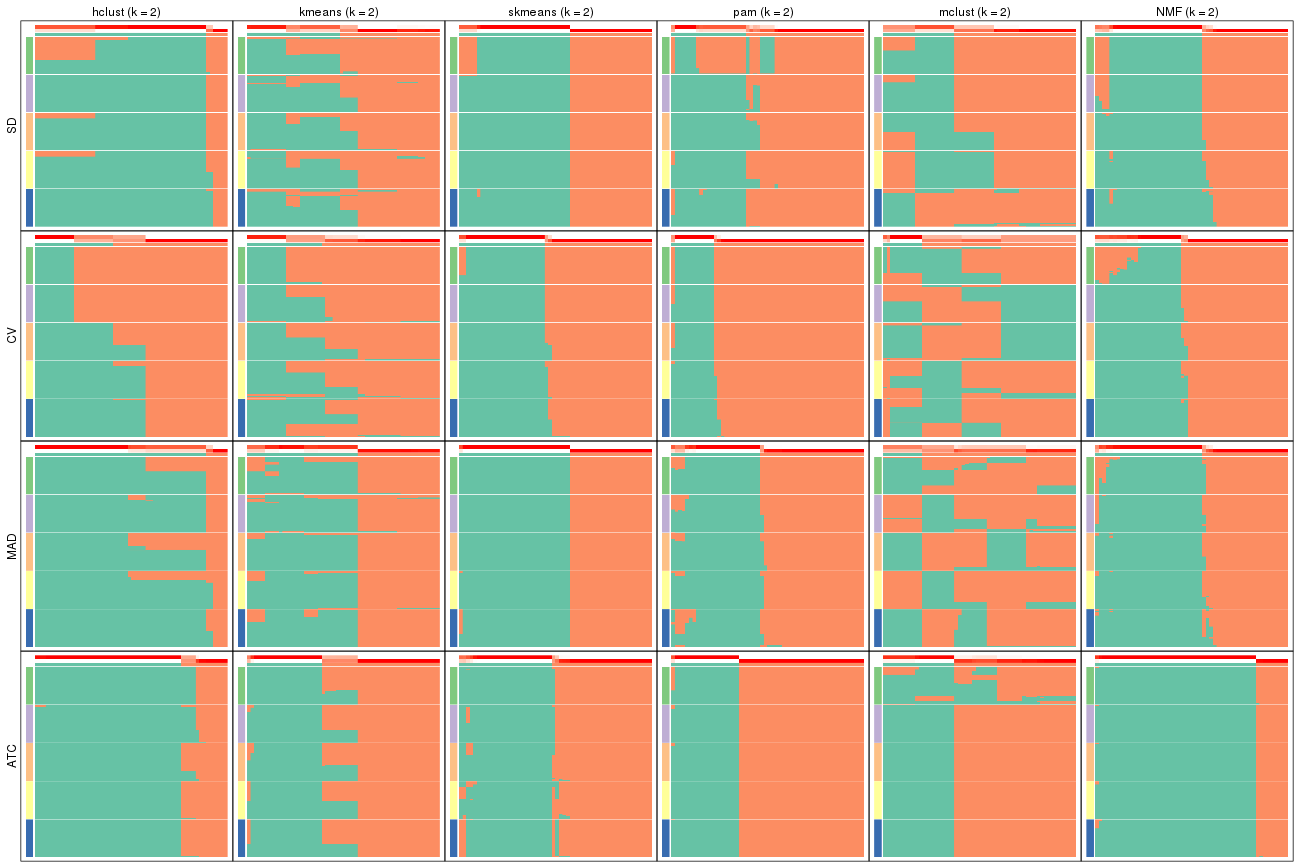 hclust (k = 2) kmeans (k = 2) skmeans (k = 2) pam (k = 2) mclust (k = 2) NMF (k = 2)
SD
CV
MAD
ATC